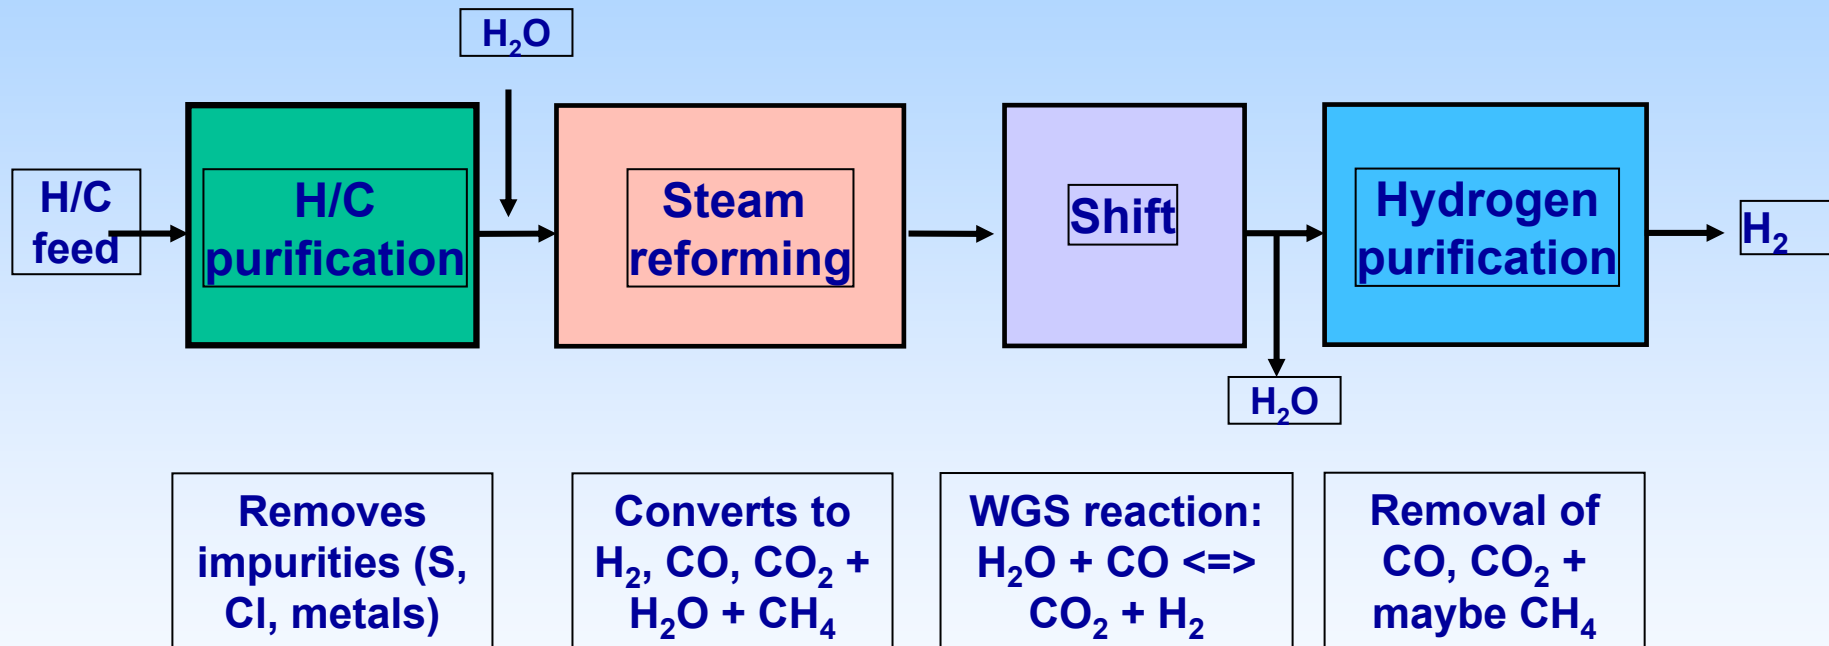 H₂O
H/C
feed
H/C
purification
Steam
reforming
Shift
Hydrogen
purification
H₂
H₂O
Removes
impurities (S,
Cl, metals)
Converts to
H₂, CO, CO₂ +
H₂O + CH₄
WGS reaction:
H₂O + CO <=>
CO₂ + H₂
Removal of
CO, CO₂ +
maybe CH₄